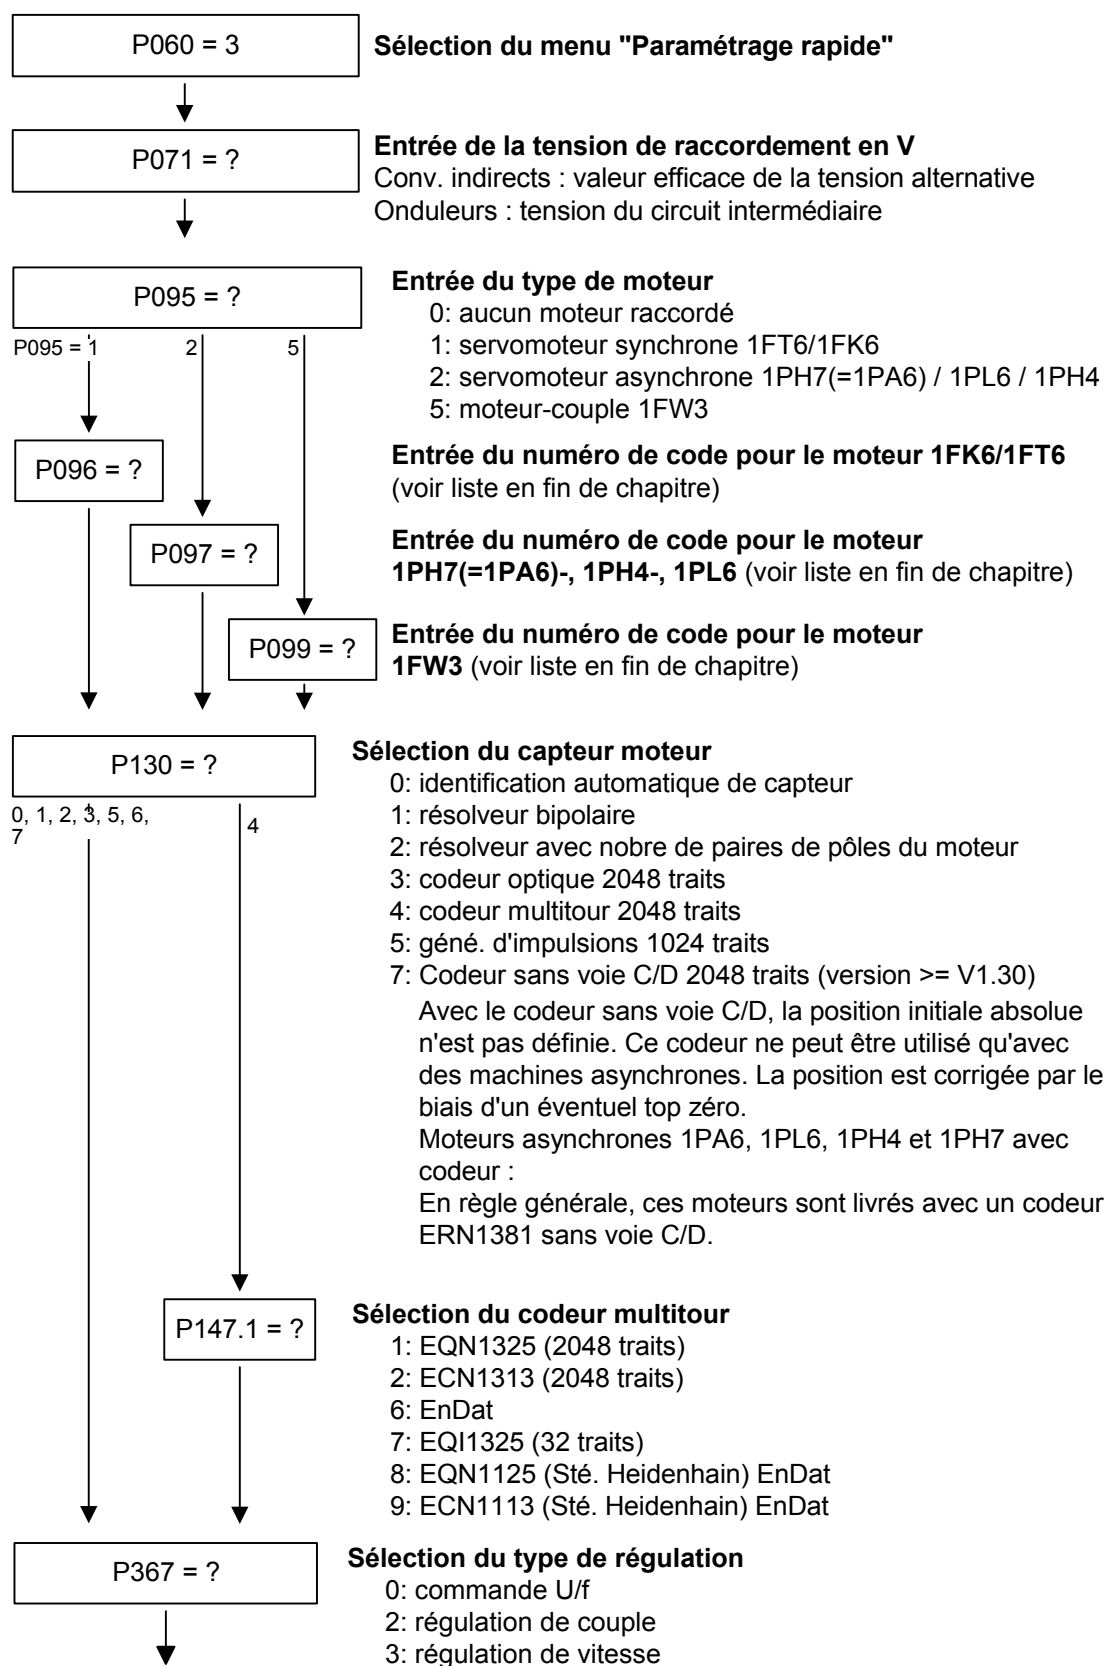 P060 = 3
Sélection du menu "Paramétrage rapide"
P071 = ?
Entrée de la tension de raccordement en V
Conv. indirects : valeur efficace de la tension alternative
Onduleurs : tension du circuit intermédiaire
P095 = ?
Entrée du type de moteur
0: aucun moteur raccordé
1: servomoteur synchrone 1FT6/1FK6
2: servomoteur asynchrone 1PH7(=1PA6) / 1PL6 / 1PH4
5: moteur-couple 1FW3
P095 = 1
2
5
P096 = ?
Entrée du numéro de code pour le moteur 1FK6/1FT6
(voir liste en fin de chapitre)
P097 = ?
Entrée du numéro de code pour le moteur
1PH7(=1PA6)-, 1PH4-, 1PL6 (voir liste en fin de chapitre)
P099 = ?
Entrée du numéro de code pour le moteur
1FW3 (voir liste en fin de chapitre)
P130 = ?
Sélection du capteur moteur
0: identification automatique de capteur
1: résolveur bipolaire
2: résolveur avec nobre de paires de pôles du moteur
3: codeur optique 2048 traits
4: codeur multitour 2048 traits
5: géné. d'impulsions 1024 traits
7: Codeur sans voie C/D 2048 traits (version >= V1.30)
Avec le codeur sans voie C/D, la position initiale absolue
n'est pas définie. Ce codeur ne peut être utilisé qu'avec
des machines asynchrones. La position est corrigée par le
biais d'un éventuel top zéro.
Moteurs asynchrones 1PA6, 1PL6, 1PH4 et 1PH7 avec
codeur :
En règle générale, ces moteurs sont livrés avec un codeur
ERN1381 sans voie C/D.
0, 1, 2, 3, 5, 6,
7
4
P147.1 = ?
Sélection du codeur multitour
1: EQN1325 (2048 traits)
2: ECN1313 (2048 traits)
6: EnDat
7: EQI1325 (32 traits)
8: EQN1125 (Sté. Heidenhain) EnDat
9: ECN1113 (Sté. Heidenhain) EnDat
P367 = ?
Sélection du type de régulation
0: commande U/f
2: régulation de couple
3: régulation de vitesse